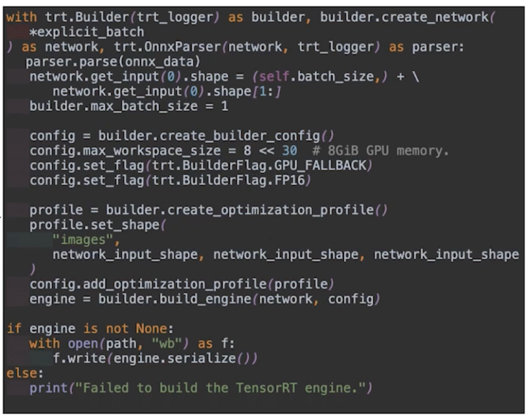 with trt.Builder(trt_logger) as builder, builder.create_network(
    *explicit_batch
) as network, trt.OnnxParser(network, trt_logger) as parser:
    parser.parse(onnx_data)
    network.get_input(0).shape = (self.batch_size,) + \
        network.get_input(0).shape[1:]
    builder.max_batch_size = 1

    config = builder.create_builder_config()
    config.max_workspace_size = 8 << 30  # 8GiB GPU memory.
    config.set_flag(trt.BuilderFlag.GPU_FALLBACK)
    config.set_flag(trt.BuilderFlag.FP16)

    profile = builder.create_optimization_profile()
    profile.set_shape(
        "images",
        network_input_shape, network_input_shape, network_input_shape
    )
    config.add_optimization_profile(profile)
    engine = builder.build_engine(network, config)

if engine is not None:
    with open(path, "wb") as f:
        f.write(engine.serialize())
else:
    print("Failed to build the TensorRT engine.")